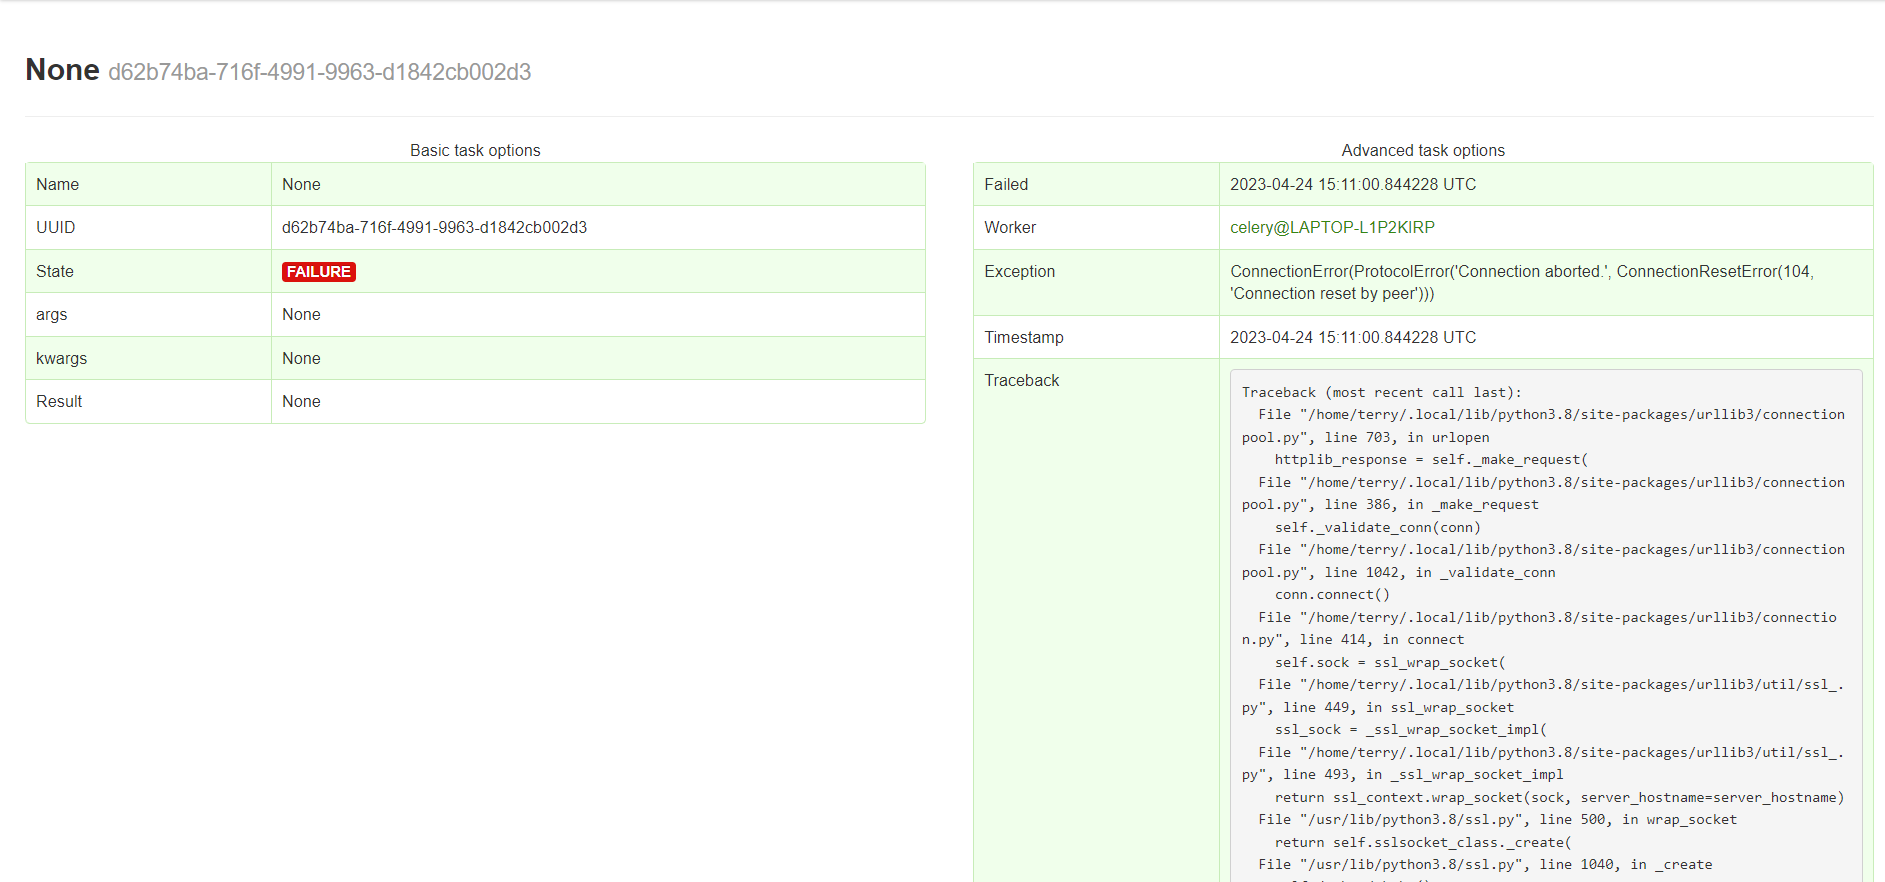 None d62b74ba-716f-4991-9963-d1842cb002d3
Basic task options
Name None
UUID d62b74ba-716f-4991-9963-d1842cb002d3
State FAILURE
args None
kwargs None
Result None
Advanced task options
Failed 2023-04-24 15:11:00.844228 UTC
Worker celery@LAPTOP-L1P2KIRP
Exception ConnectionError(ProtocolError('Connection aborted.', ConnectionResetError(104,
'Connection reset by peer')))
Timestamp 2023-04-24 15:11:00.844228 UTC
Traceback
Traceback (most recent call last):
  File "/home/terry/.local/lib/python3.8/site-packages/urllib3/connection
pool.py", line 703, in urlopen
    httplib_response = self._make_request(
  File "/home/terry/.local/lib/python3.8/site-packages/urllib3/connection
pool.py", line 386, in _make_request
    self._validate_conn(conn)
  File "/home/terry/.local/lib/python3.8/site-packages/urllib3/connection
pool.py", line 1042, in _validate_conn
    conn.connect()
  File "/home/terry/.local/lib/python3.8/site-packages/urllib3/connectio
n.py", line 414, in connect
    self.sock = ssl_wrap_socket(
  File "/home/terry/.local/lib/python3.8/site-packages/urllib3/util/ssl_.
py", line 449, in ssl_wrap_socket
    ssl_sock = _ssl_wrap_socket_impl(
  File "/home/terry/.local/lib/python3.8/site-packages/urllib3/util/ssl_.
py", line 493, in _ssl_wrap_socket_impl
    return ssl_context.wrap_socket(sock, server_hostname=server_hostname)
  File "/usr/lib/python3.8/ssl.py", line 500, in wrap_socket
    return self.sslsocket_class._create(
  File "/usr/lib/python3.8/ssl.py", line 1040, in _create